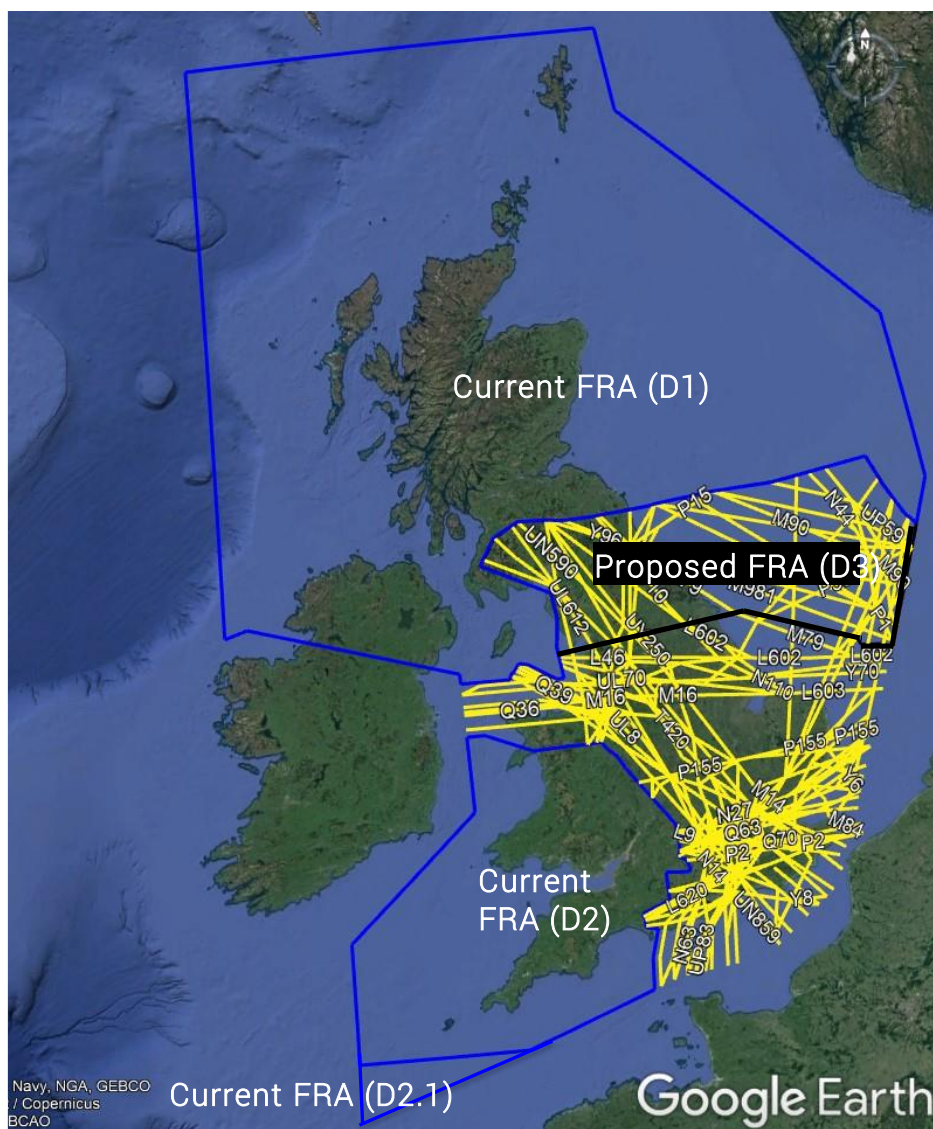 N
Current FRA (D1)
P15
N44
UP59
M90
Y96
UN590
Proposed FRA (D3)
M981
UL612
UL250
L602
M79
L46
L602
L602
Y70
UL70
N110
L603
Q39
M16
M16
Q36
UL8
T420
P155
P155
P155
Y6
M14
N27
M84
L9
Q63
Q70
P2
P2
N14
Current
FRA (D2)
L620
Y8
UN859
N63
UP83
Navy, NGA, GEBCO
/ Copernicus
BCAO
Current FRA (D2.1)
Google Earth